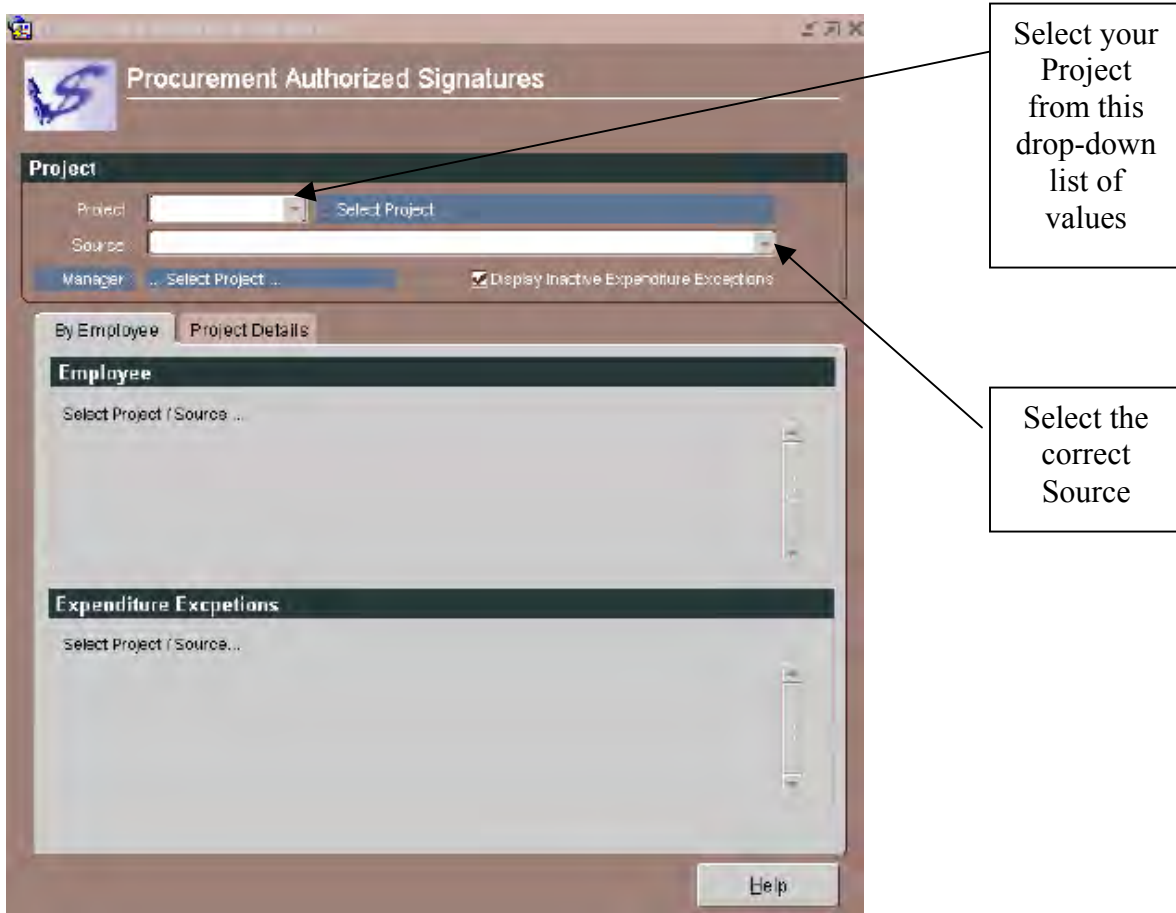 Procurement Authorized Signatures
Project
Project
Select Project
Source
Manager
... Select Project ...
Display Inactive Expenditure Exceptions
By Employee
Project Details
Employee
Select Project / Source ...
Expenditure Excpetions
Select Project / Source...
Help
Select your
Project
from this
drop-down
list of
values
Select the
correct
Source